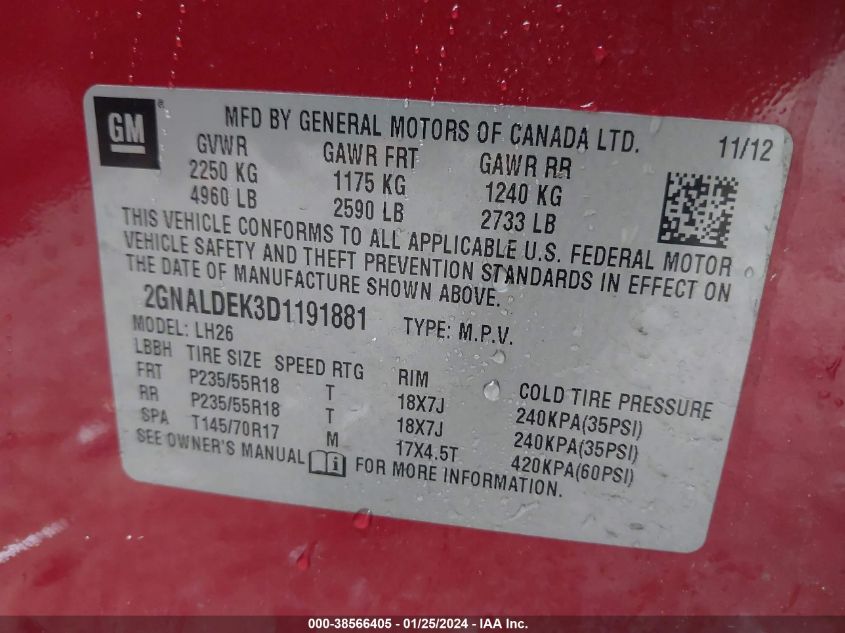 GM®
MFD BY GENERAL MOTORS OF CANADA LTD. 11/12
GVWR GAWR FRT GAWR RR
2250 KG 1175 KG 1240 KG
4960 LB 2590 LB 2733 LB
THIS VEHICLE CONFORMS TO ALL APPLICABLE U.S. FEDERAL MOTOR
VEHICLE SAFETY AND THEFT PREVENTION STANDARDS IN EFFECT ON
THE DATE OF MANUFACTURE SHOWN ABOVE.
2GNALDEK3D1191881 TYPE: M.P.V.
MODEL: LH26
LBBH TIRE SIZE SPEED RTG RIM COLD TIRE PRESSURE
FRT P235/55R18 T 18X7J 240KPA(35PSI)
RR P235/55R18 T 18X7J 240KPA(35PSI)
SPA T145/70R17 M 17X4.5T 420KPA(60PSI)
SEE OWNER'S MANUAL i FOR MORE INFORMATION.
000-38566405 - 01/25/2024 - IAA Inc.